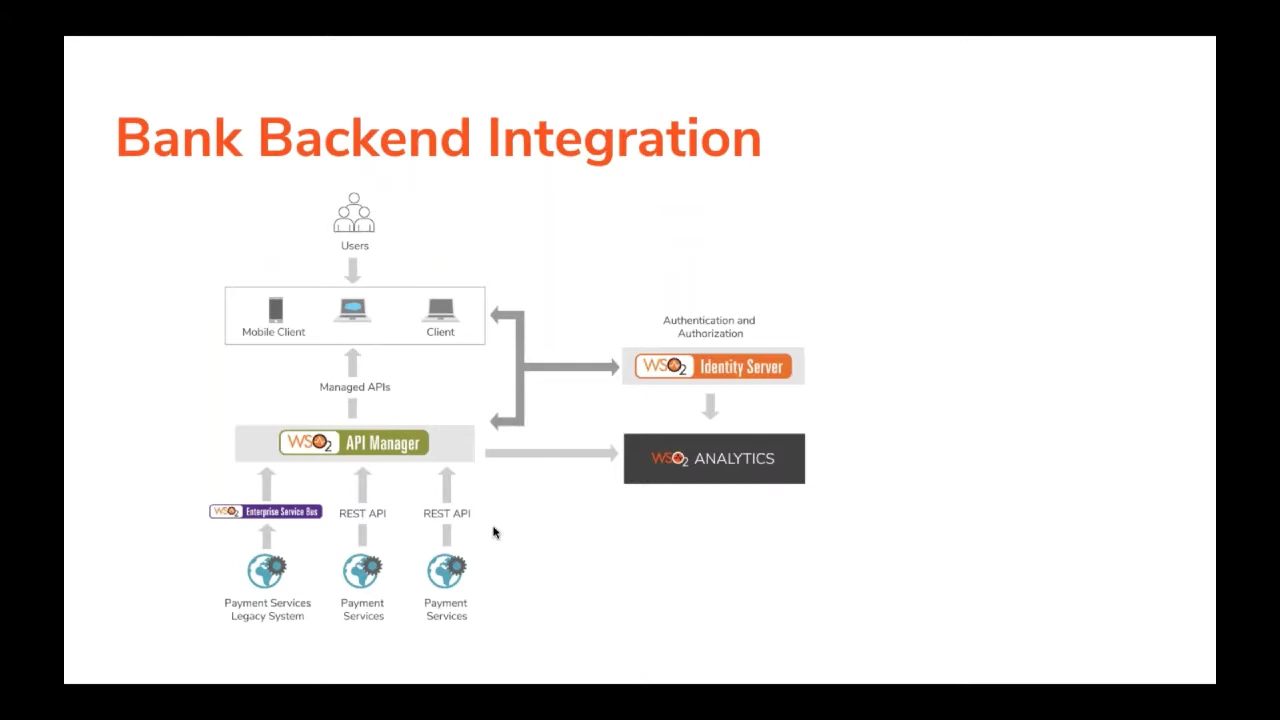 Bank Backend Integration
Users
Mobile Client
Client
Authentication and
Authorization
WSO2 Identity Server
Managed APIs
WSO2 API Manager
WSO2 ANALYTICS
WSO2 Enterprise Service Bus
REST API
REST API
Payment Services
Legacy System
Payment
Services
Payment
Services